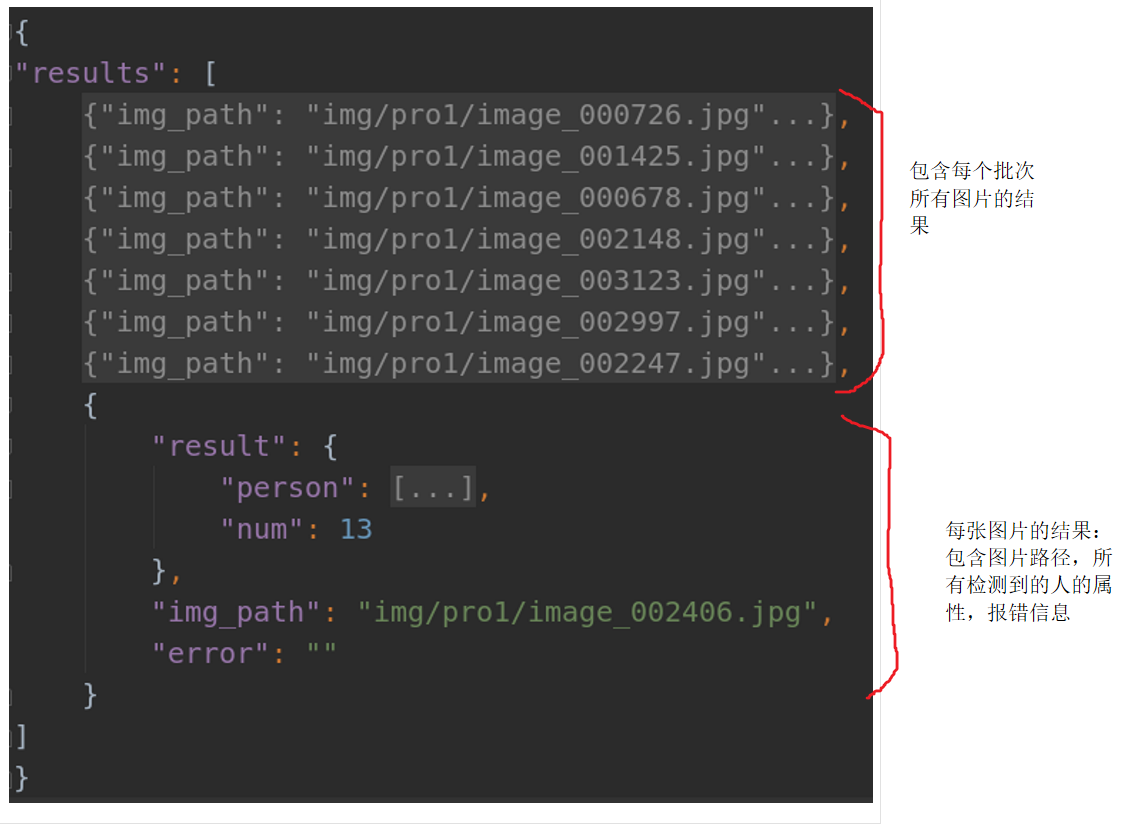 {
"results": [
{"img_path": "img/pro1/image_000726.jpg"...},
{"img_path": "img/pro1/image_001425.jpg"...},
{"img_path": "img/pro1/image_000678.jpg"...},
{"img_path": "img/pro1/image_002148.jpg"...},
{"img_path": "img/pro1/image_003123.jpg"...},
{"img_path": "img/pro1/image_002997.jpg"...},
{"img_path": "img/pro1/image_002247.jpg"...},
{
"result": {
"person": [...],
"num": 13
},
"img_path": "img/pro1/image_002406.jpg",
"error": ""
}
]
}
包含每个批次
所有图片的结
果
每张图片的结果：
包含图片路径，所
有检测到的人的属
性，报错信息